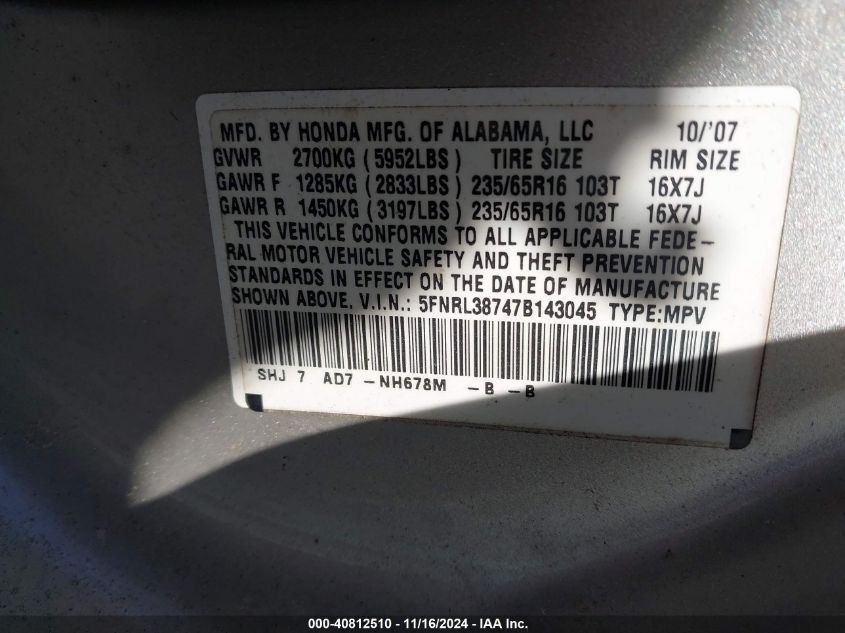 MFD. BY HONDA MFG. OF ALABAMA, LLC 10/'07
GVWR 2700KG (5952LBS) TIRE SIZE RIM SIZE
GAWR F 1285KG (2833LBS) 235/65R16 103T 16X7J
GAWR R 1450KG (3197LBS) 235/65R16 103T 16X7J
THIS VEHICLE CONFORMS TO ALL APPLICABLE FEDE-
RAL MOTOR VEHICLE SAFETY AND THEFT PREVENTION
STANDARDS IN EFFECT ON THE DATE OF MANUFACTURE
SHOWN ABOVE. V.I.N.: 5FNRL38747B143045 TYPE:MPV
SHJ 7 AD7 -NH678M -B -B
000-40812510 - 11/16/2024 - IAA Inc.